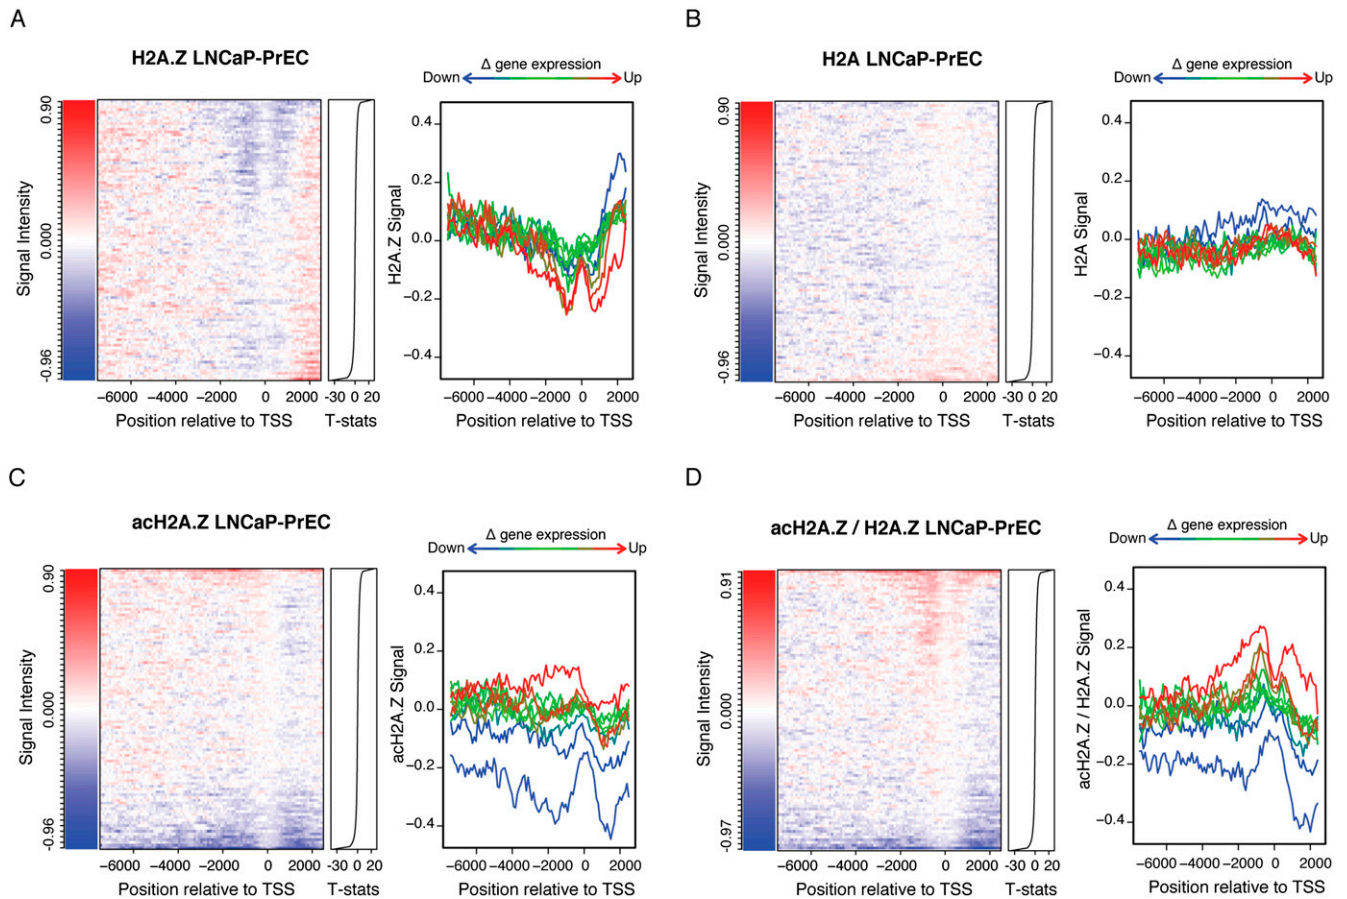 A
H2A.Z LNCaP-PrEC
Δ gene expression
Down
Up
Signal Intensity
0.90
0.000
-0.96
−6000 −4000 −2000 0 2000
Position relative to TSS
-30 0 20
T-stats
H2A.Z Signal
0.4
0.2
0.0
−0.2
−0.4
−6000 −4000 −2000 0 2000
Position relative to TSS
B
H2A LNCaP-PrEC
Δ gene expression
Down
Up
Signal Intensity
0.90
0.000
-0.96
−6000 −4000 −2000 0 2000
Position relative to TSS
-30 0 20
T-stats
H2A Signal
0.4
0.2
0.0
−0.2
−0.4
−6000 −4000 −2000 0 2000
Position relative to TSS
C
acH2A.Z LNCaP-PrEC
Δ gene expression
Down
Up
Signal Intensity
0.90
0.000
-0.96
−6000 −4000 −2000 0 2000
Position relative to TSS
-30 0 20
T-stats
acH2A.Z Signal
0.4
0.2
0.0
−0.2
−0.4
−6000 −4000 −2000 0 2000
Position relative to TSS
D
acH2A.Z / H2A.Z LNCaP-PrEC
Δ gene expression
Down
Up
Signal Intensity
0.91
0.000
-0.97
−6000 −4000 −2000 0 2000
Position relative to TSS
-30 0 20
T-stats
acH2A.Z / H2A.Z Signal
0.4
0.2
0.0
−0.2
−0.4
−6000 −4000 −2000 0 2000
Position relative to TSS